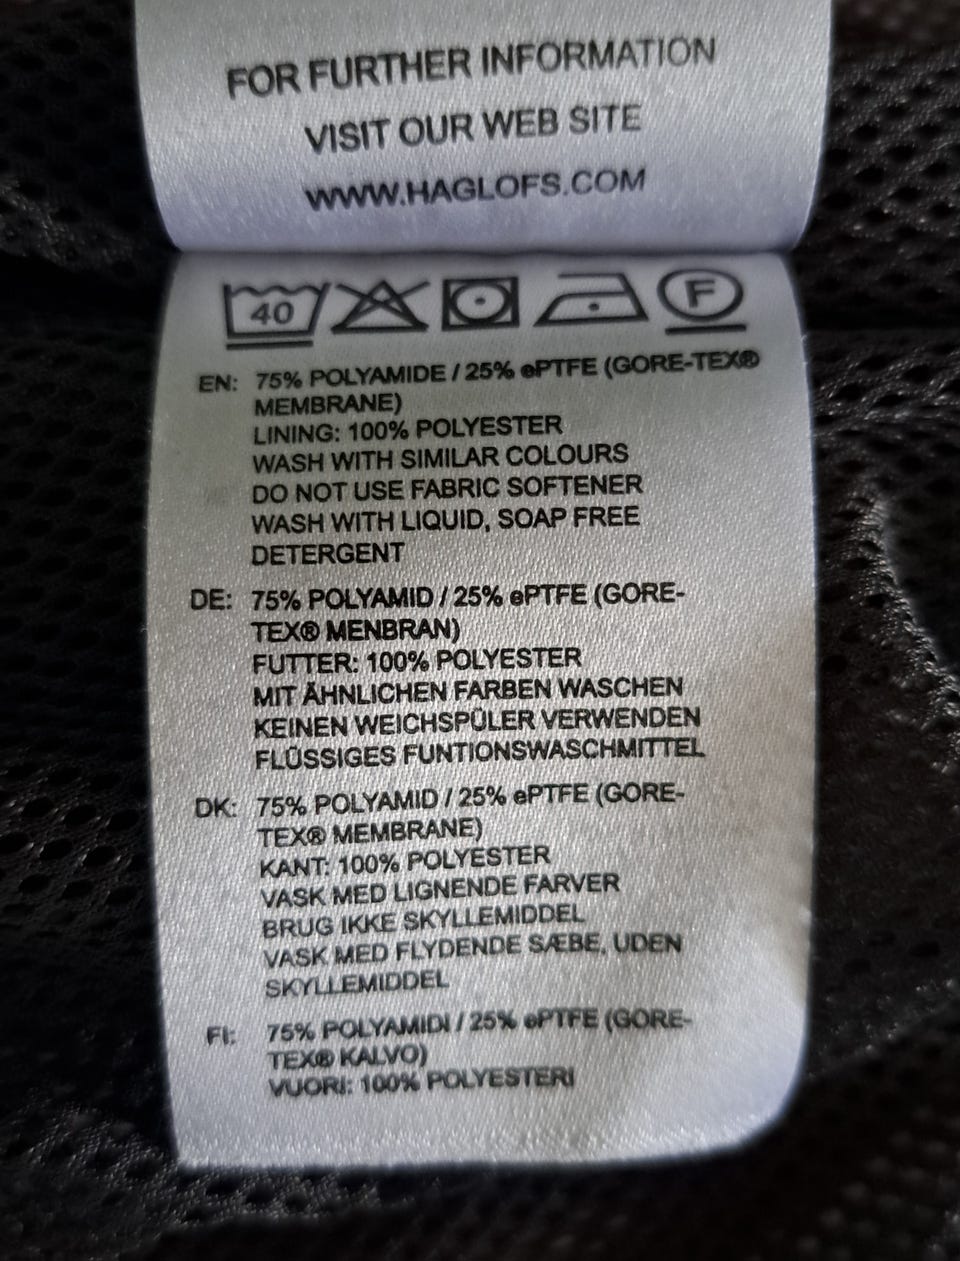 FOR FURTHER INFORMATION
VISIT OUR WEB SITE
WWW.HAGLOFS.COM
40 F
EN: 75% POLYAMIDE / 25% ePTFE (GORE-TEX®
MEMBRANE)
LINING: 100% POLYESTER
WASH WITH SIMILAR COLOURS
DO NOT USE FABRIC SOFTENER
WASH WITH LIQUID, SOAP FREE
DETERGENT
DE: 75% POLYAMID / 25% ePTFE (GORE-
TEX® MENBRAN)
FUTTER: 100% POLYESTER
MIT ÄHNLICHEN FARBEN WASCHEN
KEINEN WEICHSPÜLER VERWENDEN
FLÜSSIGES FUNTIONSWASCHMITTEL
DK: 75% POLYAMID / 25% ePTFE (GORE-
TEX® MEMBRANE)
KANT: 100% POLYESTER
VASK MED LIGNENDE FARVER
BRUG IKKE SKYLLEMIDDEL
VASK MED FLYDENDE SÆBE, UDEN
SKYLLEMIDDEL
FI: 75% POLYAMIDI / 25% ePTFE (GORE-
TEX® KALVO)
VUORI: 100% POLYESTERI